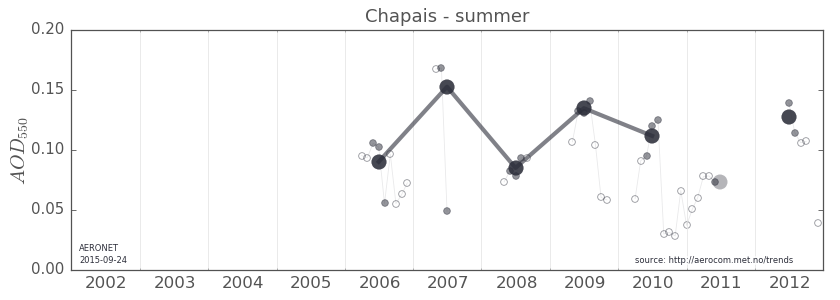 Chapais - summer
0.20
0.15
0.10
0.05
0.00
AOD550
AERONET
2015-09-24
source: http://aerocom.met.no/trends
2002 2003 2004 2005 2006 2007 2008 2009 2010 2011 2012